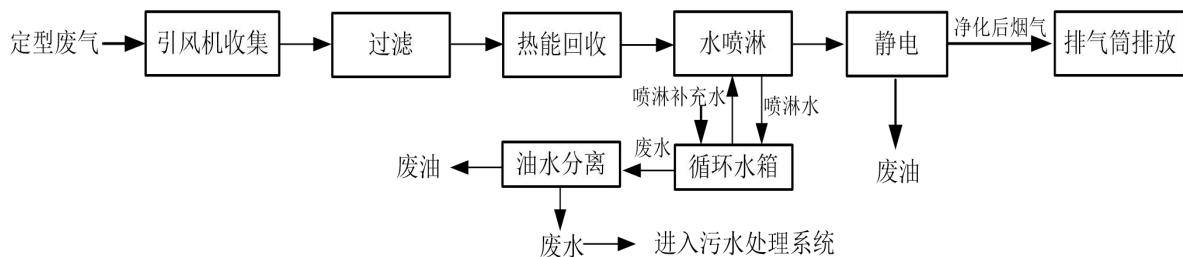 定型废气
引风机收集
过滤
热能回收
水喷淋
静电
净化后烟气
排气筒排放
喷淋补充水
喷淋水
废油
油水分离
废水
循环水箱
废油
废水
进入污水处理系统